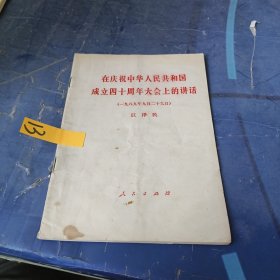 在庆祝中华人民共和国
成立四十周年大会上的讲话
(一九八九年九月二十九日)
江泽民
人民出版社
13